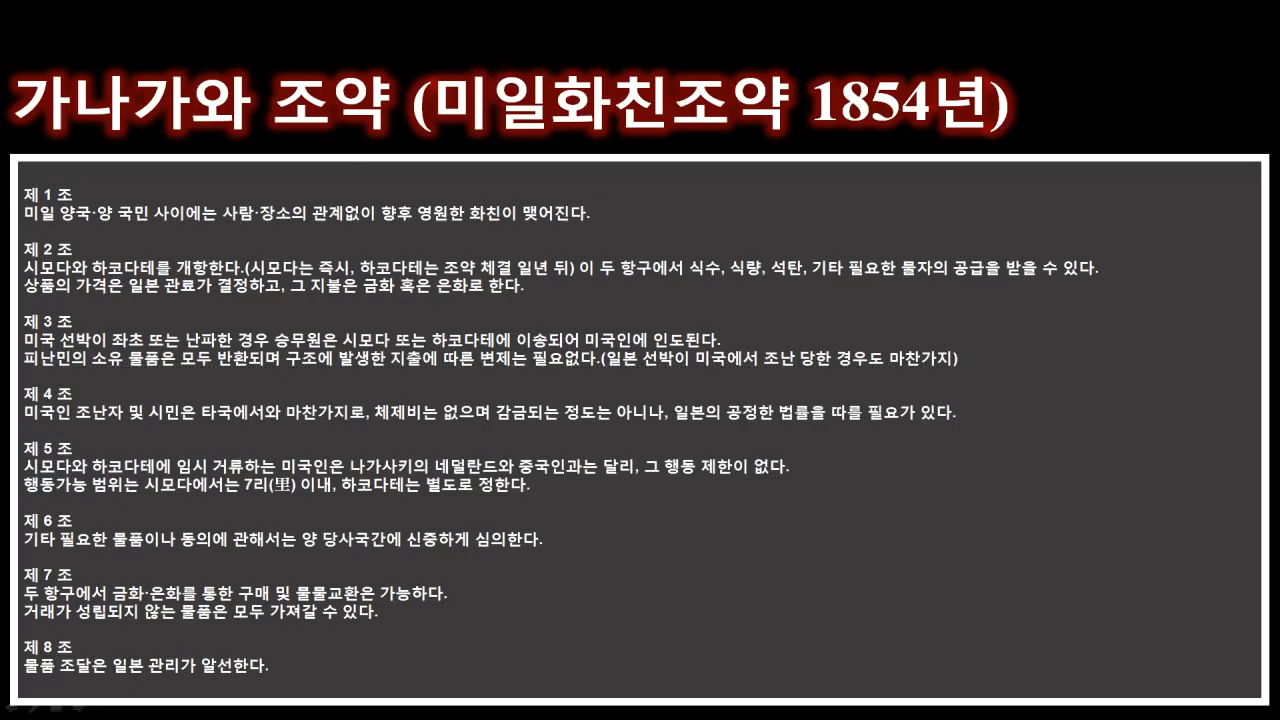 가나가와 조약 (미일화친조약 1854년)
제 1 조
미일 양국·양 국민 사이에는 사람·장소의 관계없이 향후 영원한 화친이 맺어진다.
제 2 조
시모다와 하코다테를 개항한다.(시모다는 즉시, 하코다테는 조약 체결 일년 뒤) 이 두 항구에서 식수, 식량, 석탄, 기타 필요한 물자의 공급을 받을 수 있다.
상품의 가격은 일본 관료가 결정하고, 그 지불은 금화 혹은 은화로 한다.
제 3 조
미국 선박이 좌초 또는 난파한 경우 승무원은 시모다 또는 하코다테에 이송되어 미국인에 인도된다.
피난민의 소유 물품은 모두 반환되며 구조에 발생한 지출에 따른 변제는 필요없다.(일본 선박이 미국에서 조난 당한 경우도 마찬가지)
제 4 조
미국인 조난자 및 시민은 타국에서와 마찬가지로, 체제비는 없으며 감금되는 정도는 아니나, 일본의 공정한 법률을 따를 필요가 있다.
제 5 조
시모다와 하코다테에 임시 거류하는 미국인은 나가사키의 네덜란드와 중국인과는 달리, 그 행동 제한이 없다.
행동가능 범위는 시모다에서는 7리(里) 이내, 하코다테는 별도로 정한다.
제 6 조
기타 필요한 물품이나 동의에 관해서는 양 당사국간에 신중하게 심의한다.
제 7 조
두 항구에서 금화·은화를 통한 구매 및 물물교환은 가능하다.
거래가 성립되지 않는 물품은 모두 가져갈 수 있다.
제 8 조
물품 조달은 일본 관리가 알선한다.